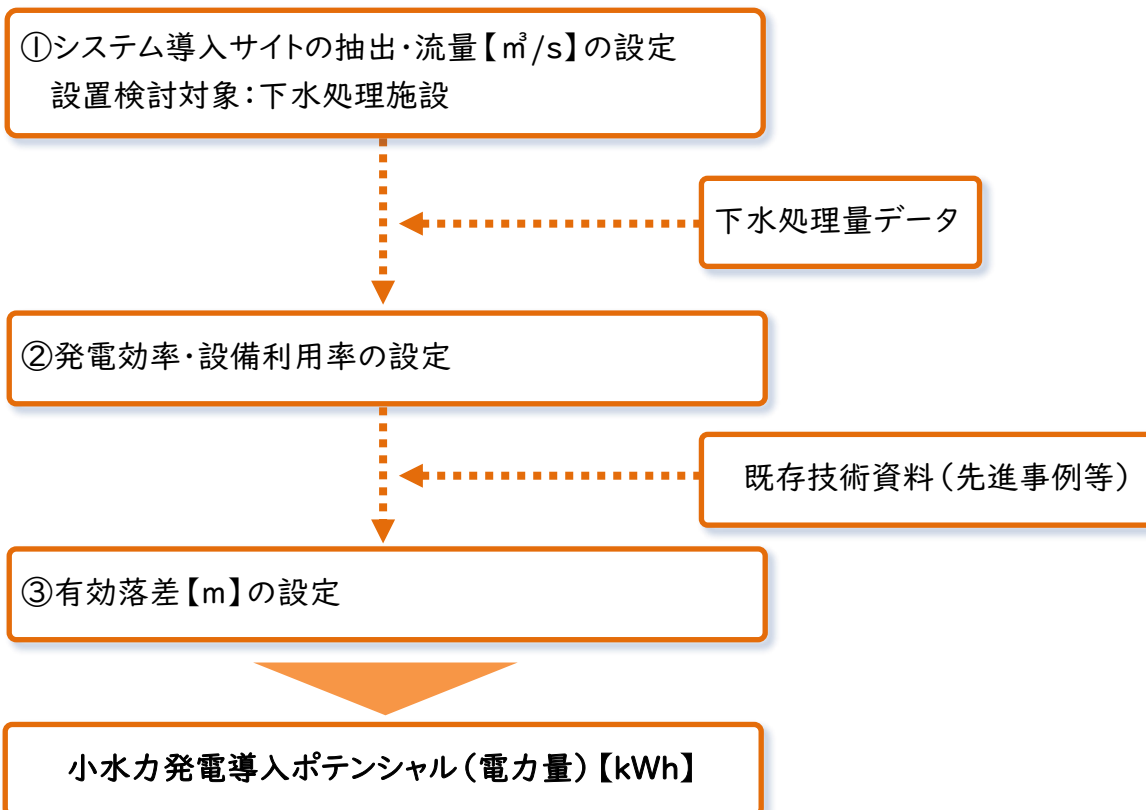 ①システム導入サイトの抽出・流量【㎥/s】の設定
設置検討対象：下水処理施設
下水処理量データ
②発電効率・設備利用率の設定
既存技術資料（先進事例等）
③有効落差【m】の設定
小水力発電導入ポテンシャル（電力量）【kWh】